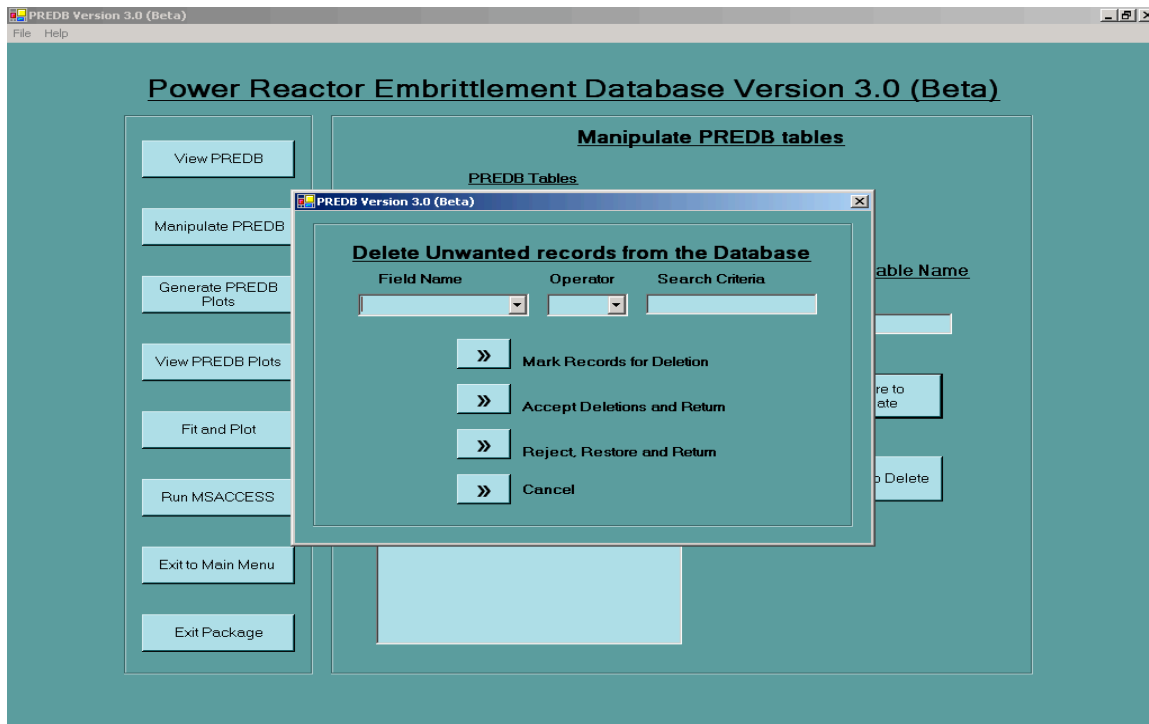 PREDB Version 3.0 (Beta)
File Help
Power Reactor Embrittlement Database Version 3.0 (Beta)
View PREDB
Manipulate PREDB
Generate PREDB
Plots
View PREDB Plots
Fit and Plot
Run MSACCESS
Exit to Main Menu
Exit Package
Manipulate PREDB tables
PREDB Tables
able Name
re to
ate
o Delete
PREDB Version 3.0 (Beta)
Delete Unwanted records from the Database
Field Name Operator Search Criteria
» Mark Records for Deletion
» Accept Deletions and Return
» Reject, Restore and Return
» Cancel